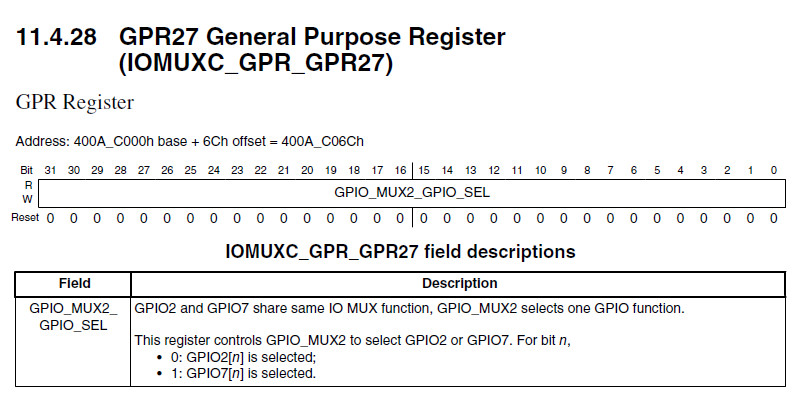 11.4.28 GPR27 General Purpose Register
(IOMUXC_GPR_GPR27)
GPR Register
Address: 400A_C000h base + 6Ch offset = 400A_C06Ch
Bit 31 30 29 28 27 26 25 24 23 22 21 20 19 18 17 16 15 14 13 12 11 10 9 8 7 6 5 4 3 2 1 0
R
GPIO_MUX2_GPIO_SEL
W
Reset 0 0 0 0 0 0 0 0 0 0 0 0 0 0 0 0 0 0 0 0 0 0 0 0 0 0 0 0 0 0 0 0
IOMUXC_GPR_GPR27 field descriptions
Field Description
GPIO_MUX2_
GPIO_SEL
GPIO2 and GPIO7 share same IO MUX function, GPIO_MUX2 selects one GPIO function.
This register controls GPIO_MUX2 to select GPIO2 or GPIO7. For bit n,
• 0: GPIO2[n] is selected;
• 1: GPIO7[n] is selected.